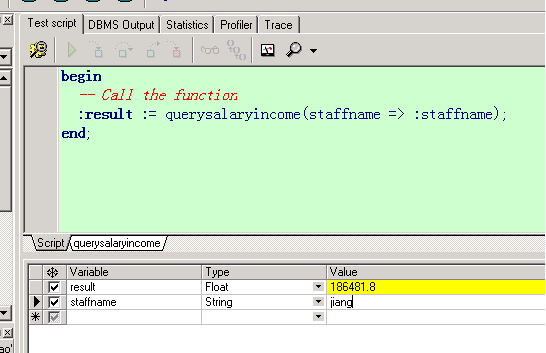 Test script DBMS Output Statistics Profiler Trace
begin
-- Call the function
:result := querysalaryincome(staffname => :staffname);
end;
Script querysalaryincome
Variable Type Value
result Float 186481.8
staffname String jiang